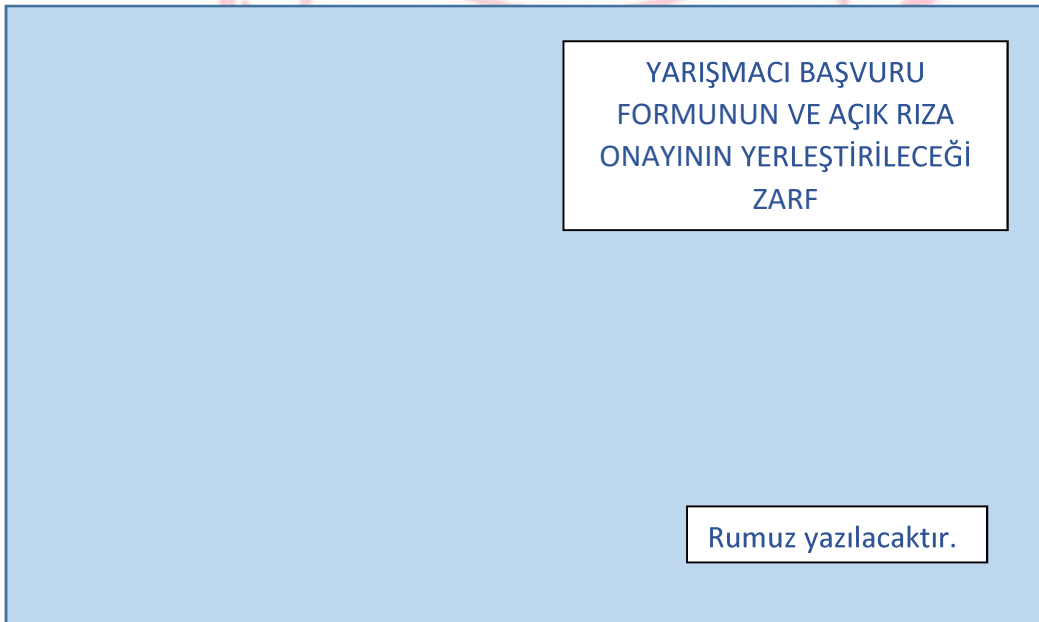 YARIŞMACI BAŞVURU
FORMUNUN VE AÇIK RIZA
ONAYININ YERLEŞTİRİLECEĞİ
ZARF
Rumuz yazılacaktır.